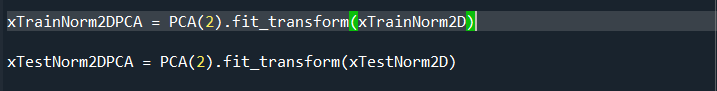 xTrainNorm2DPCA = PCA(2).fit_transform(xTrainNorm2D)
xTestNorm2DPCA = PCA(2).fit_transform(xTestNorm2D)